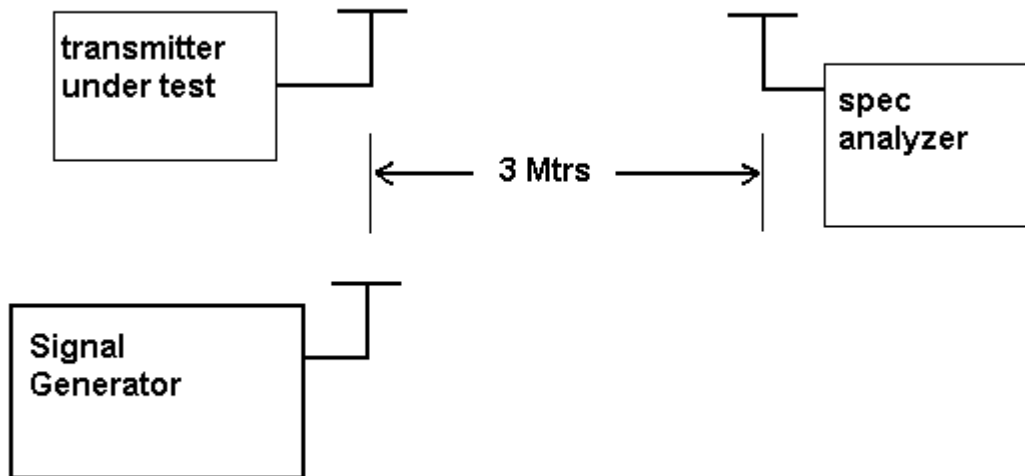 transmitter
under test
spec
analyzer
3 Mtrs
Signal
Generator